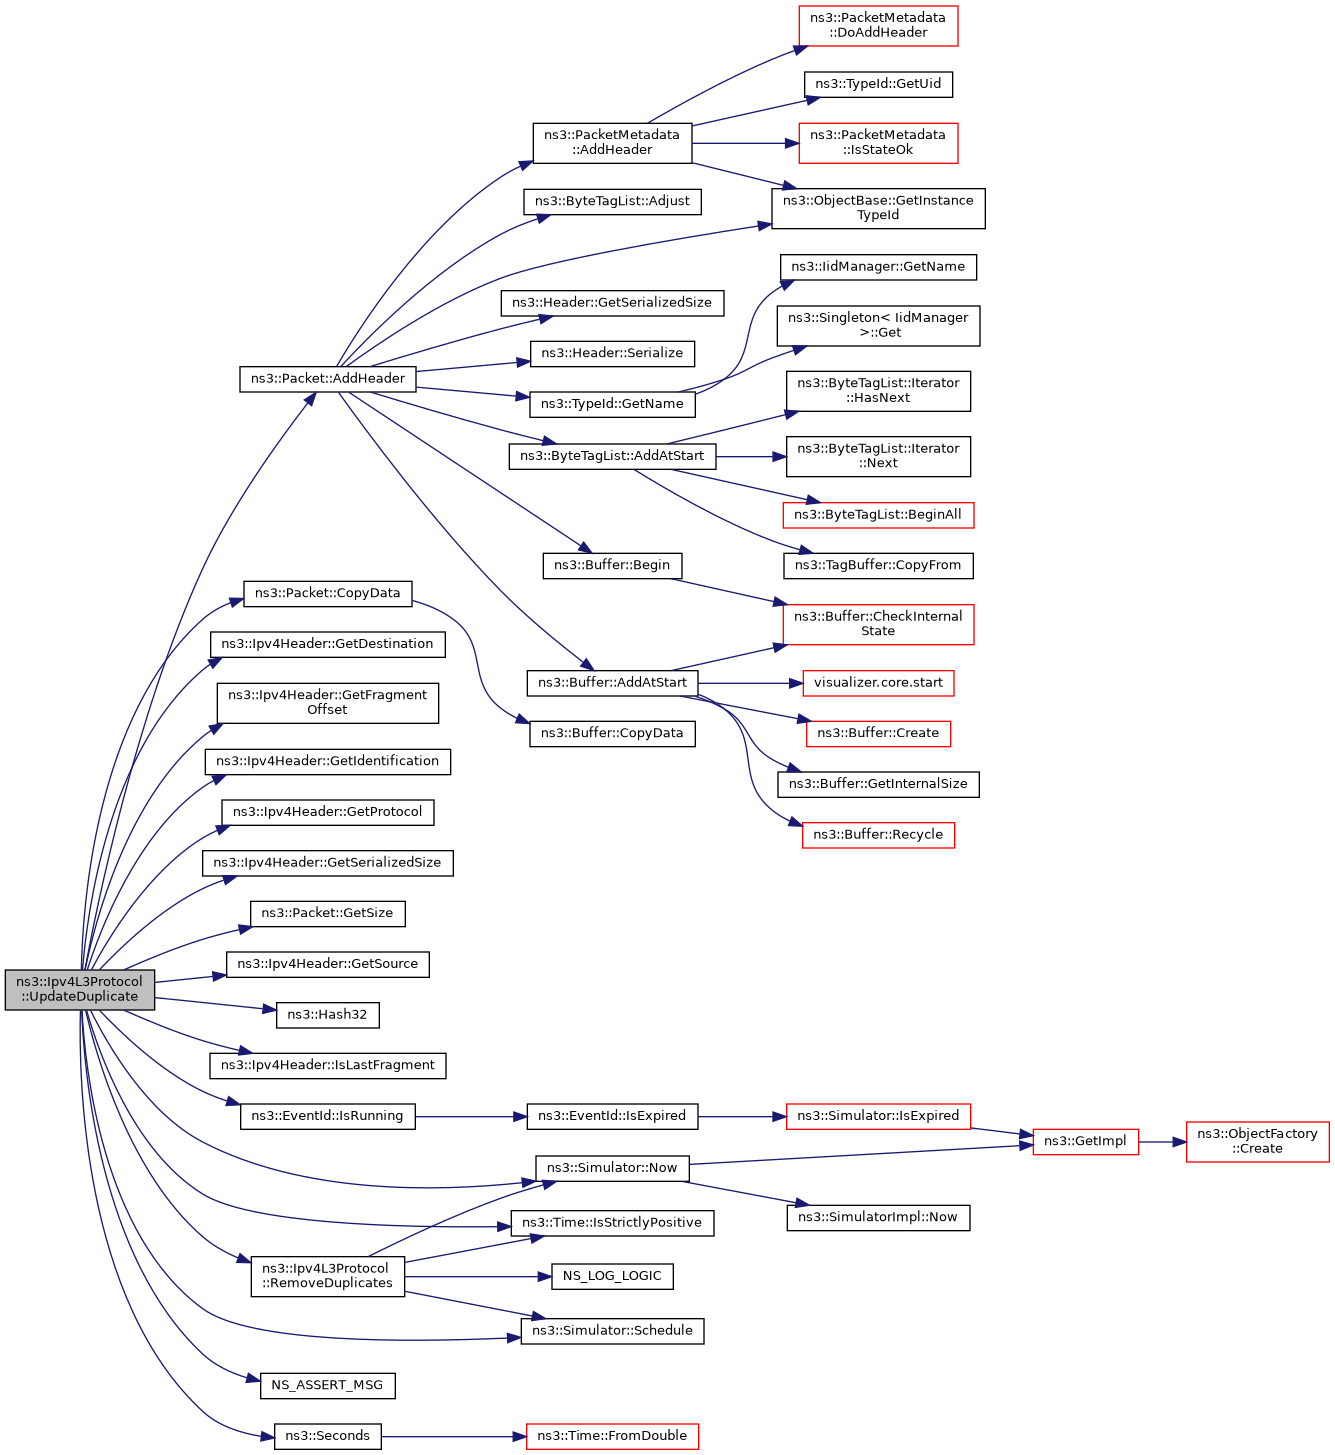 ns3::PacketMetadata
::DoAddHeader
ns3::TypeId::GetUid
ns3::PacketMetadata
::AddHeader
ns3::PacketMetadata
::IsStateOk
ns3::ByteTagList::Adjust
ns3::ObjectBase::GetInstance
TypeId
ns3::IidManager::GetName
ns3::Header::GetSerializedSize
ns3::Singleton< IidManager
>::Get
ns3::Header::Serialize
ns3::Packet::AddHeader
ns3::TypeId::GetName
ns3::ByteTagList::Iterator
::HasNext
ns3::ByteTagList::AddAtStart
ns3::ByteTagList::Iterator
::Next
ns3::ByteTagList::BeginAll
ns3::Buffer::Begin
ns3::TagBuffer::CopyFrom
ns3::Packet::CopyData
ns3::Buffer::CheckInternal
State
ns3::Ipv4Header::GetDestination
ns3::Buffer::AddAtStart
visualizer.core.start
ns3::Ipv4Header::GetFragment
Offset
ns3::Buffer::CopyData
ns3::Buffer::Create
ns3::Ipv4Header::GetIdentification
ns3::Buffer::GetInternalSize
ns3::Ipv4Header::GetProtocol
ns3::Buffer::Recycle
ns3::Ipv4Header::GetSerializedSize
ns3::Packet::GetSize
ns3::Ipv4Header::GetSource
ns3::Ipv4L3Protocol
::UpdateDuplicate
ns3::Hash32
ns3::Ipv4Header::IsLastFragment
ns3::EventId::IsRunning
ns3::EventId::IsExpired
ns3::Simulator::IsExpired
ns3::GetImpl
ns3::ObjectFactory
::Create
ns3::Simulator::Now
ns3::SimulatorImpl::Now
ns3::Time::IsStrictlyPositive
ns3::Ipv4L3Protocol
::RemoveDuplicates
NS_LOG_LOGIC
ns3::Simulator::Schedule
NS_ASSERT_MSG
ns3::Seconds
ns3::Time::FromDouble